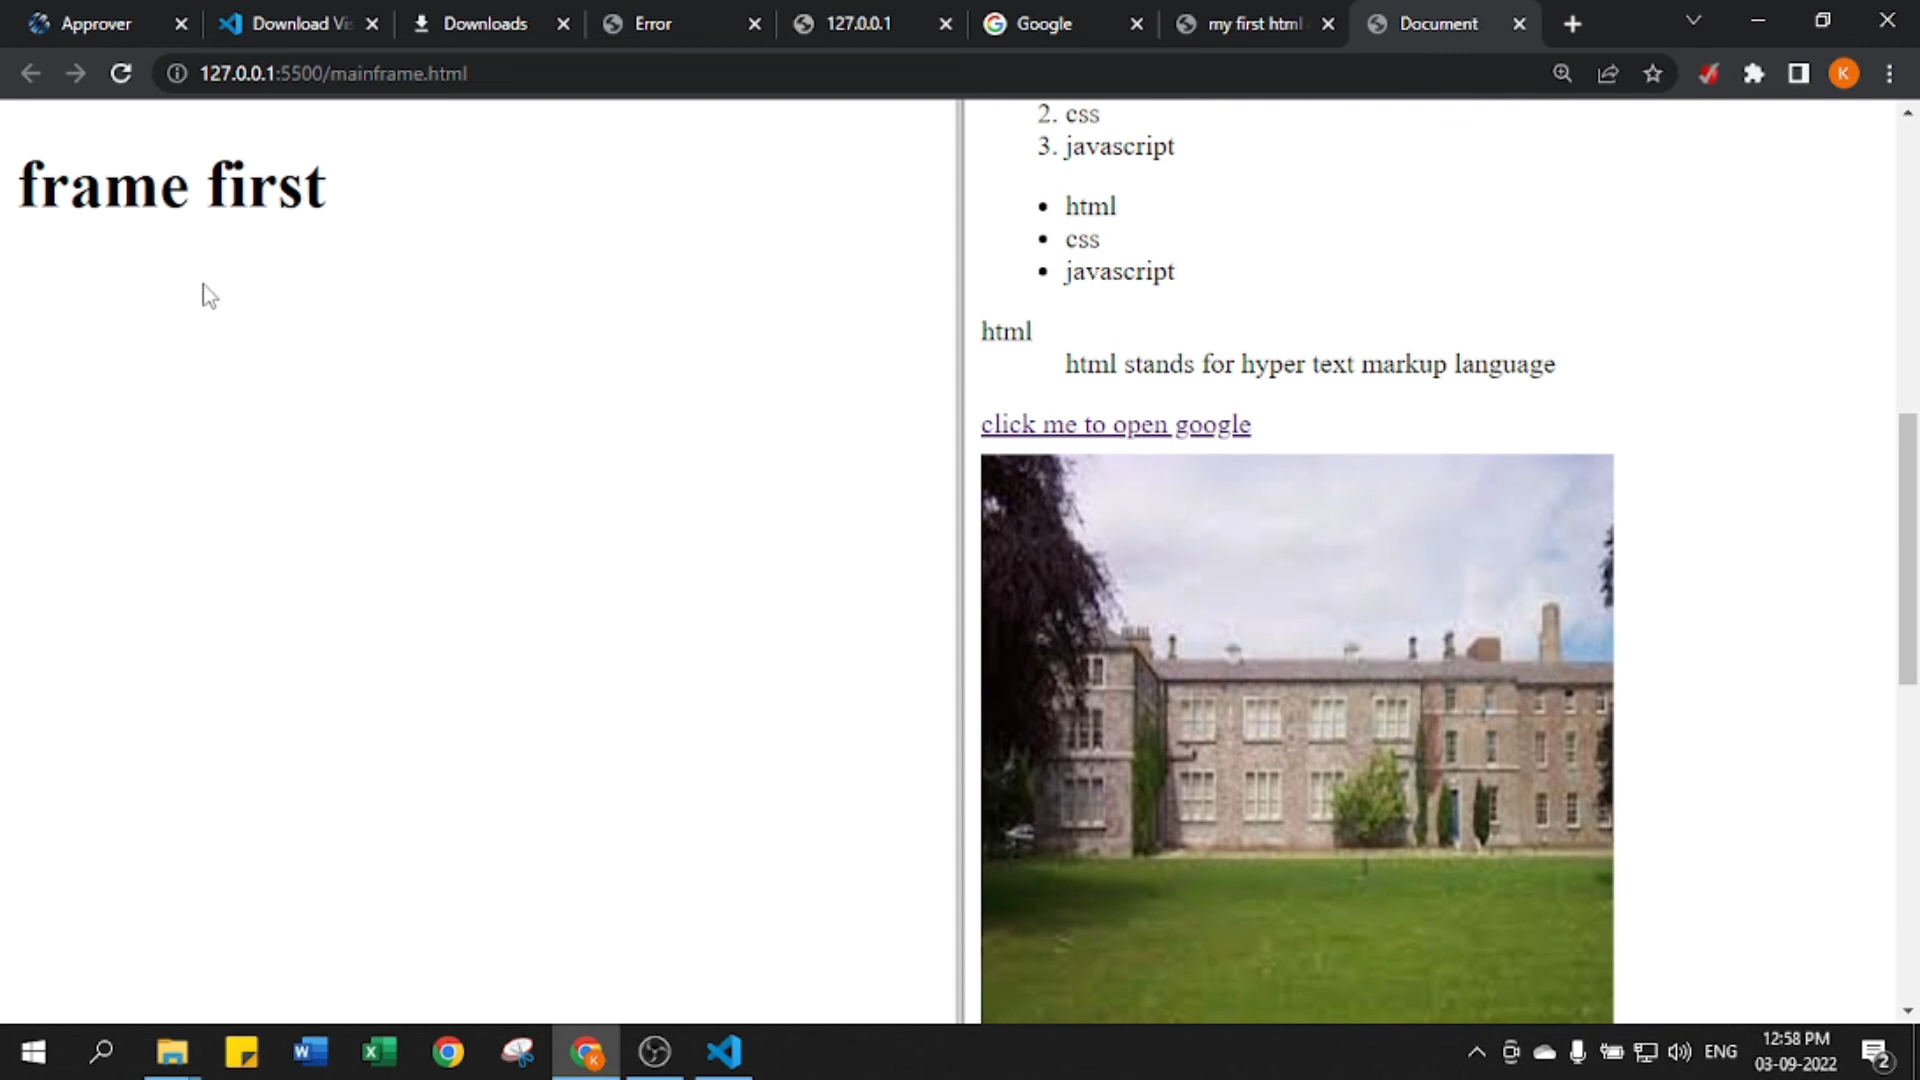 Approver
Download Vis
Downloads
Error
127.0.0.1
Google
my first html
Document
127.0.0.1:5500/mainframe.html
K
frame first
2. css
3. javascript
• html
• css
• javascript
html
html stands for hyper text markup language
click me to open google
ENG
12:58 PM
03-09-2022
2